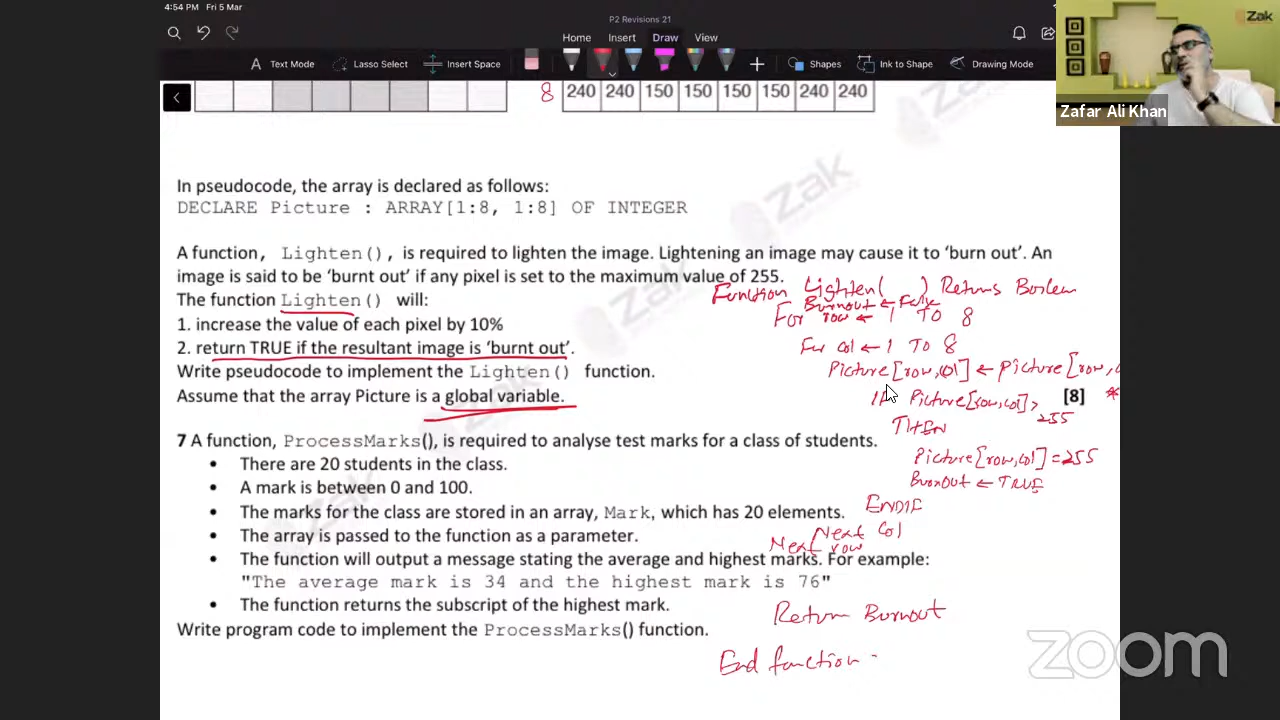 4:54 PM Fri 5 Mar
P2 Revisions 21
Home Insert Draw View
Text Mode Lasso Select Insert Space Shapes Ink to Shape Drawing Mode
Zak
Zafar Ali Khan
8 240 240 150 150 150 150 240 240
In pseudocode, the array is declared as follows:
DECLARE Picture : ARRAY[1:8, 1:8] OF INTEGER
A function, Lighten(), is required to lighten the image. Lightening an image may cause it to ‘burn out’. An
image is said to be ‘burnt out’ if any pixel is set to the maximum value of 255.
The function Lighten() will:
1. increase the value of each pixel by 10%
2. return TRUE if the resultant image is ‘burnt out’.
Write pseudocode to implement the Lighten() function.
Assume that the array Picture is a global variable.
[8]
Function Lighten( ) Returns Boolean
Burnout ← False
For row ← 1 TO 8
For Col ← 1 TO 8
Picture[row,col] ← Picture[row,
*
IF Picture[row,col] >
255
THEN
Picture[row,col] = 255
BurnOut ← TRUE
ENDIF
Next Col
Next row
Return Burnout
End function
7 A function, ProcessMarks(), is required to analyse test marks for a class of students.
• There are 20 students in the class.
• A mark is between 0 and 100.
• The marks for the class are stored in an array, Mark, which has 20 elements.
• The array is passed to the function as a parameter.
• The function will output a message stating the average and highest marks. For example:
"The average mark is 34 and the highest mark is 76"
• The function returns the subscript of the highest mark.
Write program code to implement the ProcessMarks() function.
Zak
Zak
Zak
zoom